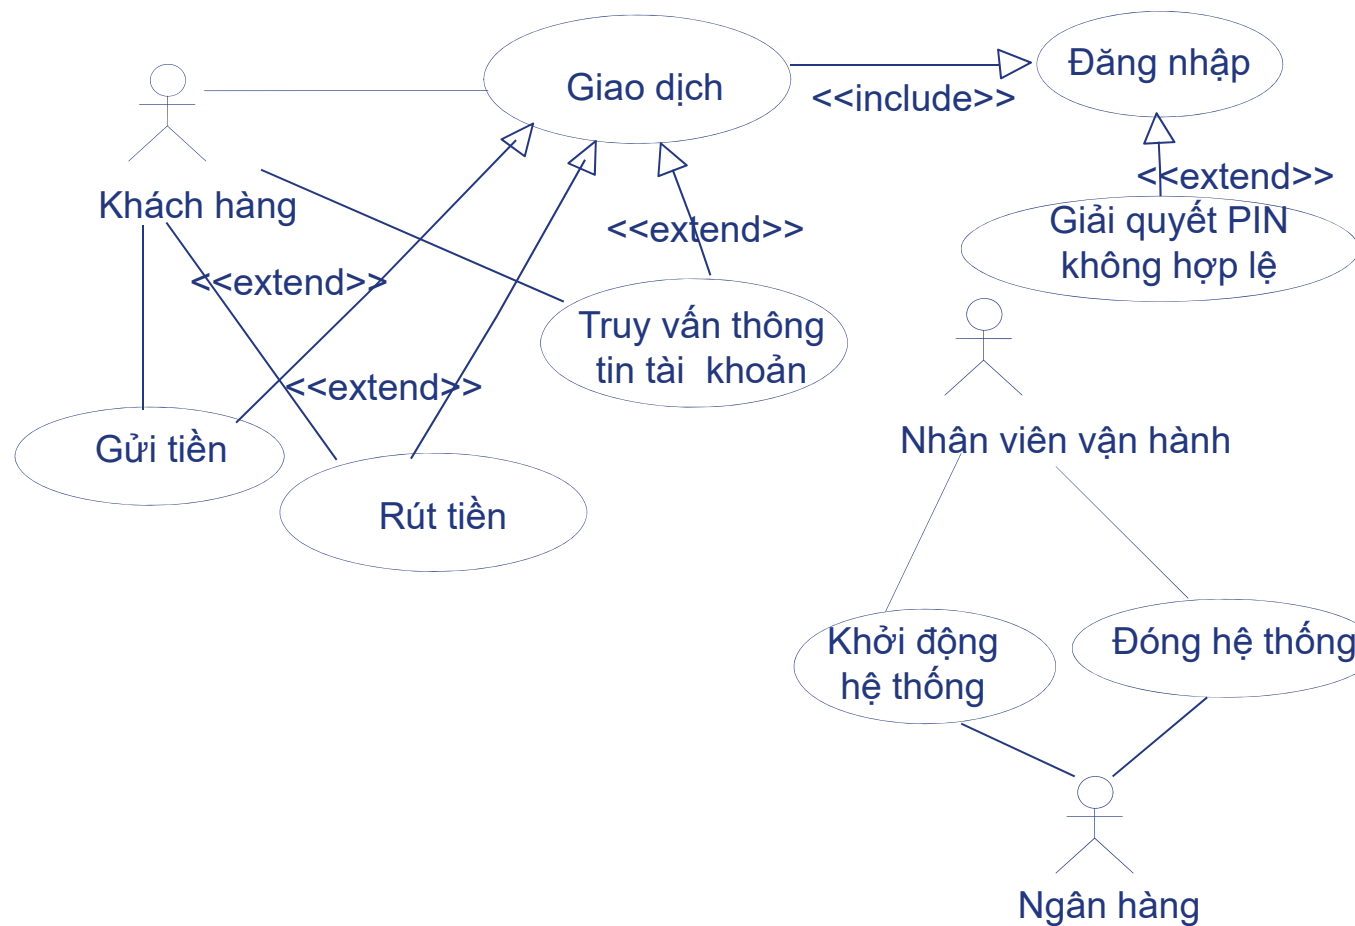 Giao dịch
Đăng nhập
<<include>>
<<extend>>
Khách hàng
Giải quyết PIN
không hợp lệ
<<extend>>
<<extend>>
Truy vấn thông
tin tài  khoản
<<extend>>
Gửi tiền
Rút tiền
Nhân viên vận hành
Khởi động
hệ thống
Đóng hệ thống
Ngân hàng